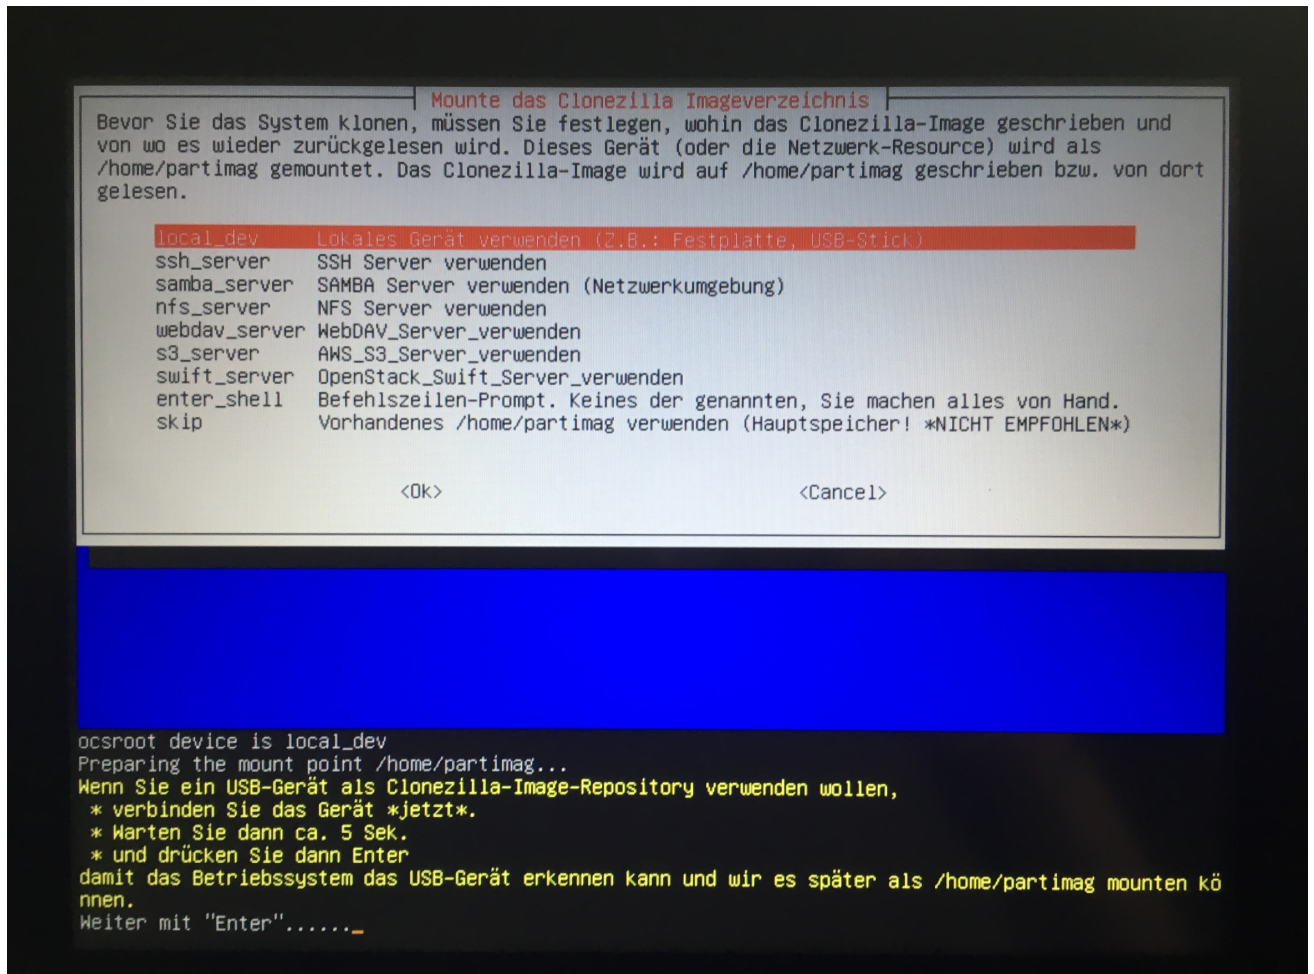 Mounte das Clonezilla Imageverzeichnis
Bevor Sie das System klonen, müssen Sie festlegen, wohin das Clonezilla-Image geschrieben und
von wo es wieder zurückgelesen wird. Dieses Gerät (oder die Netzwerk-Resource) wird als
/home/partimag gemountet. Das Clonezilla-Image wird auf /home/partimag geschrieben bzw. von dort
gelesen.
local_dev Lokales Gerät verwenden (Z.B.: Festplatte, USB-Stick)
ssh_server SSH Server verwenden
samba_server SAMBA Server verwenden (Netzwerkumgebung)
nfs_server NFS Server verwenden
webdav_server WebDAV_Server_verwenden
s3_server AWS_S3_Server_verwenden
swift_server OpenStack_Swift_Server_verwenden
enter_shell Befehlszeilen-Prompt. Keines der genannten, Sie machen alles von Hand.
skip Vorhandenes /home/partimag verwenden (Hauptspeicher! *NICHT EMPFOHLEN*)
<Ok> <Cancel>
ocsroot device is local_dev
Preparing the mount point /home/partimag...
Wenn Sie ein USB-Gerät als Clonezilla-Image-Repository verwenden wollen,
* verbinden Sie das Gerät *jetzt*.
* Warten Sie dann ca. 5 Sek.
* und drücken Sie dann Enter
damit das Betriebssystem das USB-Gerät erkennen kann und wir es später als /home/partimag mounten kö
nnen.
Weiter mit "Enter"......_